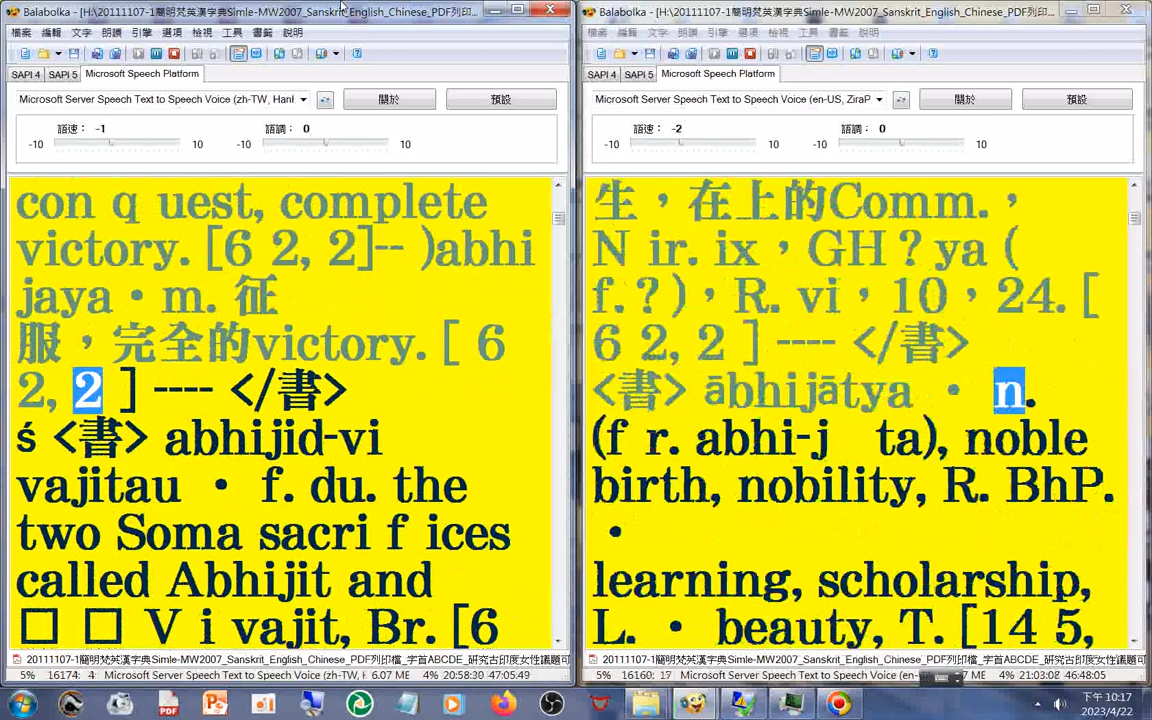 Balabolka - [H:\20111107-1簡明梵英漢字典Simle-MW2007_Sanskrit_English_Chinese_PDF列印...
檔案 編輯 文字 朗讀 引擎 選項 檢視 工具 書籤 說明
SAPI 4 SAPI 5 Microsoft Speech Platform
Microsoft Server Speech Text to Speech Voice (zh-TW, Hanl
關於 預設
語速： -1 語調： 0
-10 10 -10 10
con q uest, complete
victory. [6 2, 2]-- )abhi
jaya • m. 征
服，完全的victory. [ 6
2, 2 ] ---- </書>
ś <書> abhijid-vi
vajitau • f. du. the
two Soma sacri f ices
called Abhijit and
□ □ V i vajit, Br. [6
20111107-1簡明梵英漢字典Simle-MW2007_Sanskrit_English_Chinese_PDF列印檔_字首ABCDE_研究古印度女性議題可
5% 16174: 4 Microsoft Server Speech Text to Speech Voice (zh-TW, H 6.07 ME 4% 20:58:39 47:05.49
Balabolka - [H:\20111107-1簡明梵英漢字典Simle-MW2007_Sanskrit_English_Chinese_PDF列印...
檔案 編輯 文字 朗讀 引擎 選項 檢視 工具 書籤 說明
SAPI 4 SAPI 5 Microsoft Speech Platform
Microsoft Server Speech Text to Speech Voice (en-US, ZiraP
關於 預設
語速： -2 語調： 0
-10 10 -10 10
生，在上的Comm.，
N ir. ix，GH？ya (
f.？)，R. vi，10，24. [
6 2, 2 ] ---- </書>
<書> ābhijātya • n.
(f r. abhi-j ta), noble
birth, nobility, R. BhP.
•
learning, scholarship,
L. • beauty, T. [14 5,
20111107-1簡明梵英漢字典Simle-MW2007_Sanskrit_English_Chinese_PDF列印檔_字首ABCDE_研究古印度女性議題可
5% 16160: 17 Microsoft Server Speech Text to Speech Voice 4% 21:03:08 46:48:05
下午 10:17
2023/4/22